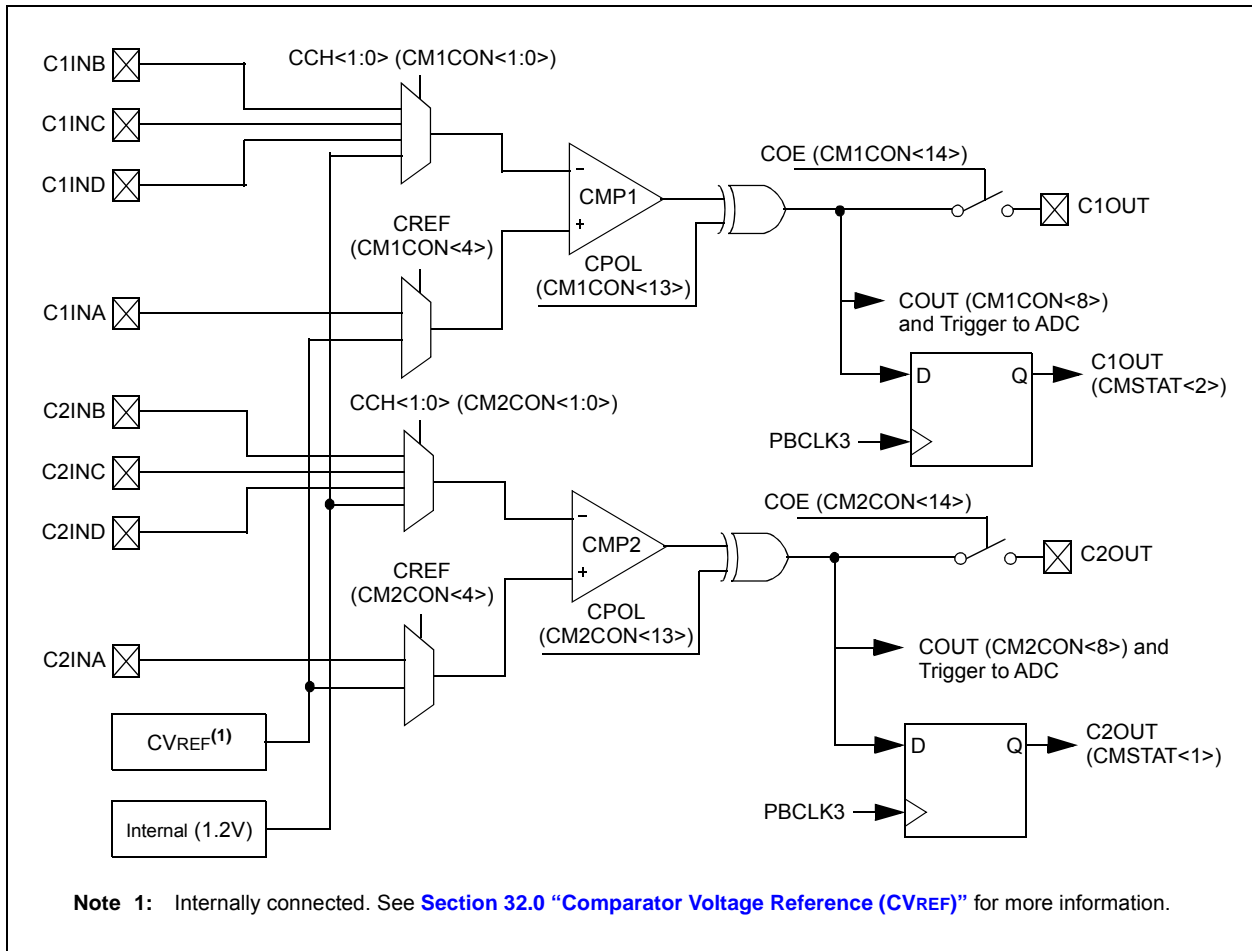 C1INB
CCH<1:0> (CM1CON<1:0>)
C1INC
C1IND
COE (CM1CON<14>)
CMP1
C1OUT
CREF
(CM1CON<4>)
CPOL
(CM1CON<13>)
C1INA
COUT (CM1CON<8>)
and Trigger to ADC
D Q
C1OUT
(CMSTAT<2>)
PBCLK3
C2INB
CCH<1:0> (CM2CON<1:0>)
C2INC
C2IND
COE (CM2CON<14>)
CMP2
C2OUT
CREF
(CM2CON<4>)
CPOL
(CM2CON<13>)
C2INA
COUT (CM2CON<8>) and
Trigger to ADC
CVREF(1)
D Q
C2OUT
(CMSTAT<1>)
PBCLK3
Internal (1.2V)
Note 1: Internally connected. See Section 32.0 “Comparator Voltage Reference (CVREF)” for more information.